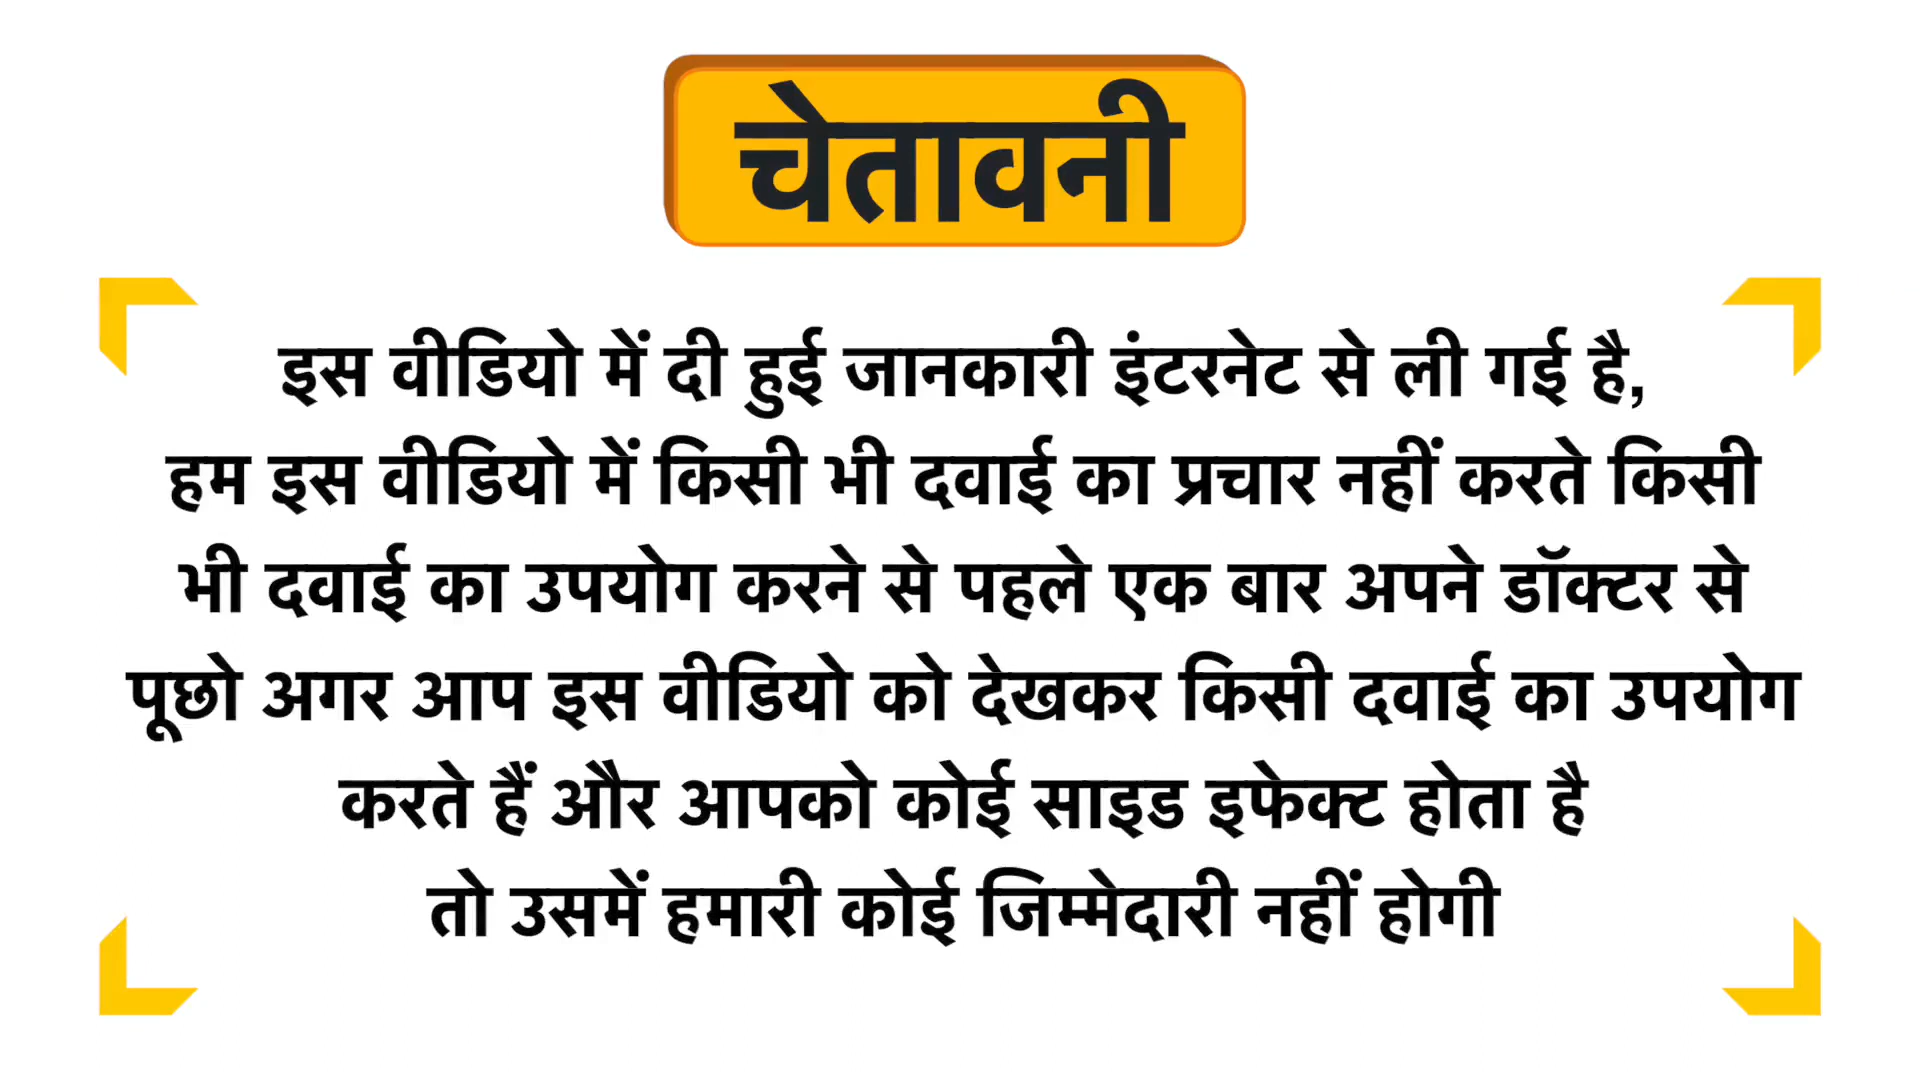 चेतावनी
इस वीडियो में दी हुई जानकारी इंटरनेट से ली गई है,
हम इस वीडियो में किसी भी दवाई का प्रचार नहीं करते किसी
भी दवाई का उपयोग करने से पहले एक बार अपने डॉक्टर से
पूछो अगर आप इस वीडियो को देखकर किसी दवाई का उपयोग
करते हैं और आपको कोई साइड इफेक्ट होता है
तो उसमें हमारी कोई जिम्मेदारी नहीं होगी